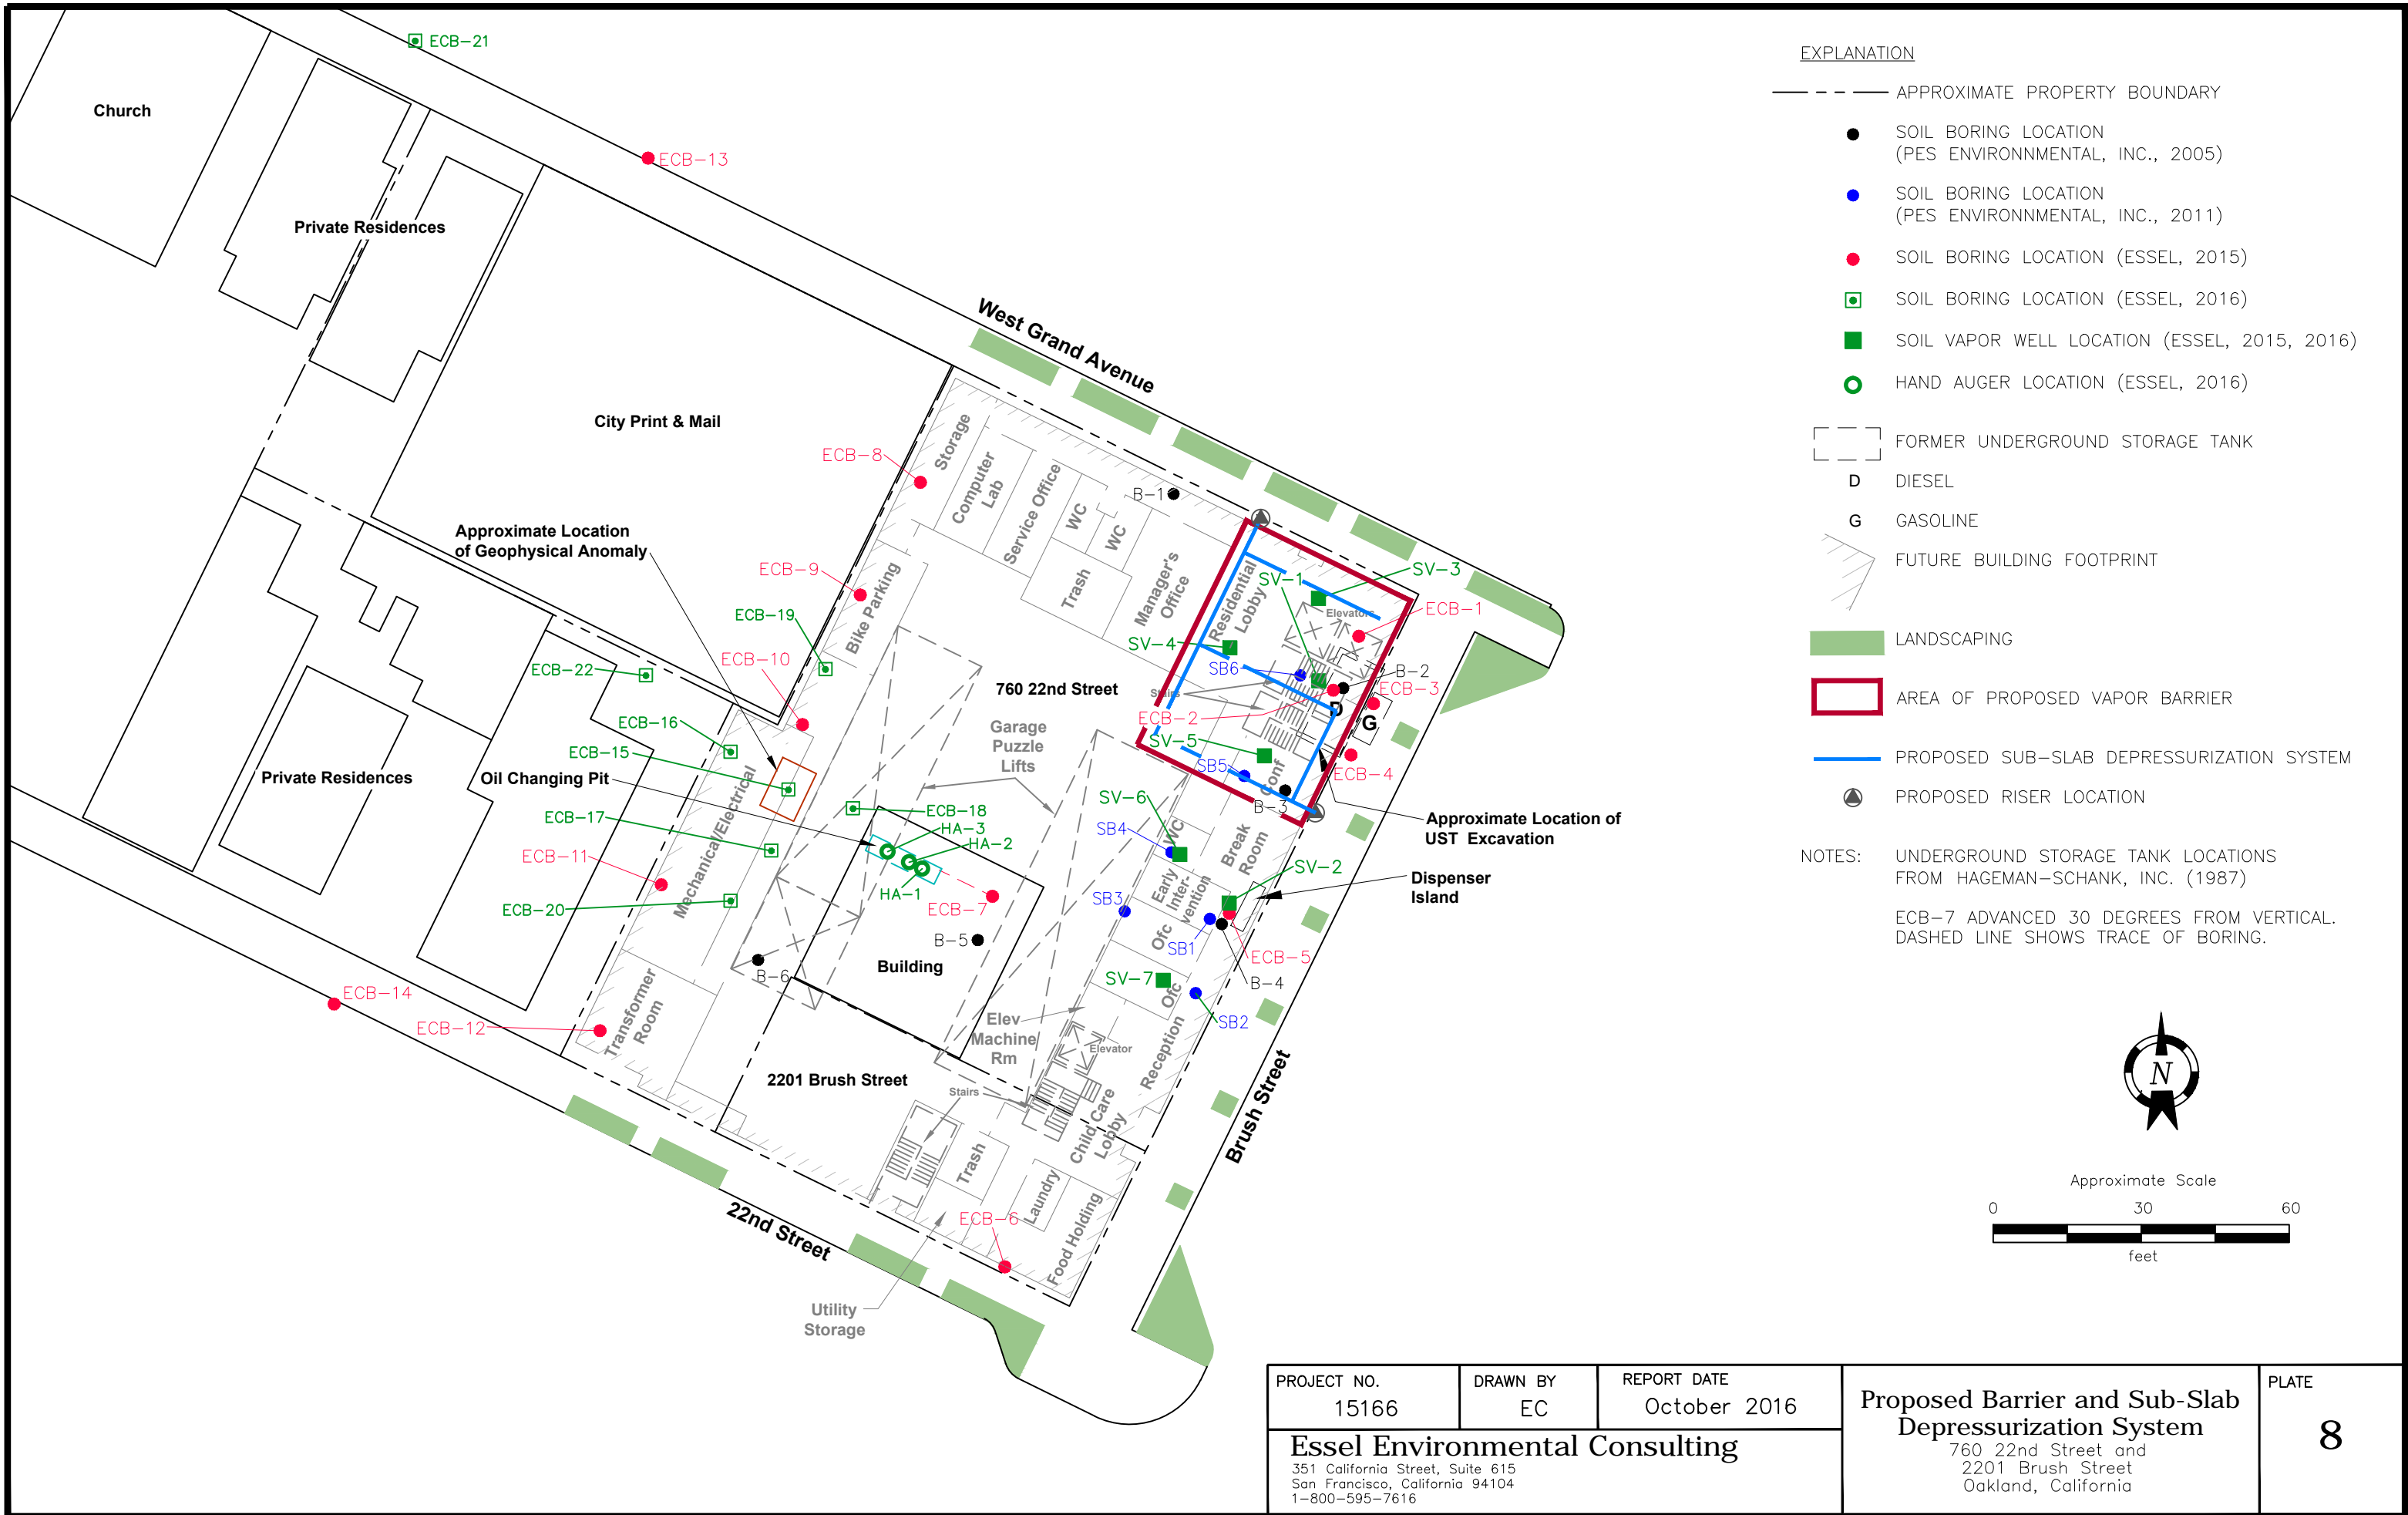 ECB-21
Church
ECB-13
Private Residences
West Grand Avenue
City Print & Mail
ECB-8
Storage
Computer
Lab
Service Office
WC
WC
B-1
Approximate Location
of Geophysical Anomaly
ECB-9
Bike Parking
Trash
Manager's
Office
Residential
Lobby
SV-1
SV-3
Elevators
ECB-1
ECB-19
SV-4
SB6
B-2
ECB-3
ECB-22
ECB-10
760 22nd Street
Stairs
D
G
ECB-2
ECB-16
Garage
Puzzle
Lifts
SV-5
ECB-15
SB5
Conf
ECB-4
Private Residences
Oil Changing Pit
Mechanical/Electrical
SV-6
B-3
ECB-17
ECB-18
HA-3
HA-2
SB4
WC
Break
Room
Approximate Location of
UST Excavation
ECB-11
HA-1
ECB-7
SB3
Early
Inter-
vention
SV-2
Dispenser
Island
ECB-20
B-5
Ofc
SB1
ECB-5
B-6
Building
SV-7
Ofc
B-4
ECB-14
ECB-12
Transformer
Room
Elev
Machine
Rm
Elevator
SB2
Reception
2201 Brush Street
Stairs
Child Care
Lobby
Brush Street
Trash
Laundry
Food Holding
ECB-6
22nd Street
Utility
Storage
EXPLANATION
APPROXIMATE PROPERTY BOUNDARY
SOIL BORING LOCATION
(PES ENVIRONNMENTAL, INC., 2005)
SOIL BORING LOCATION
(PES ENVIRONNMENTAL, INC., 2011)
SOIL BORING LOCATION (ESSEL, 2015)
SOIL BORING LOCATION (ESSEL, 2016)
SOIL VAPOR WELL LOCATION (ESSEL, 2015, 2016)
HAND AUGER LOCATION (ESSEL, 2016)
FORMER UNDERGROUND STORAGE TANK
D DIESEL
G GASOLINE
FUTURE BUILDING FOOTPRINT
LANDSCAPING
AREA OF PROPOSED VAPOR BARRIER
PROPOSED SUB-SLAB DEPRESSURIZATION SYSTEM
PROPOSED RISER LOCATION
NOTES: UNDERGROUND STORAGE TANK LOCATIONS
FROM HAGEMAN-SCHANK, INC. (1987)
ECB-7 ADVANCED 30 DEGREES FROM VERTICAL.
DASHED LINE SHOWS TRACE OF BORING.
N
Approximate Scale
0 30 60
feet
PROJECT NO.
15166
DRAWN BY
EC
REPORT DATE
October 2016
Essel Environmental Consulting
351 California Street, Suite 615
San Francisco, California 94104
1-800-595-7616
Proposed Barrier and Sub-Slab
Depressurization System
760 22nd Street and
2201 Brush Street
Oakland, California
PLATE
8